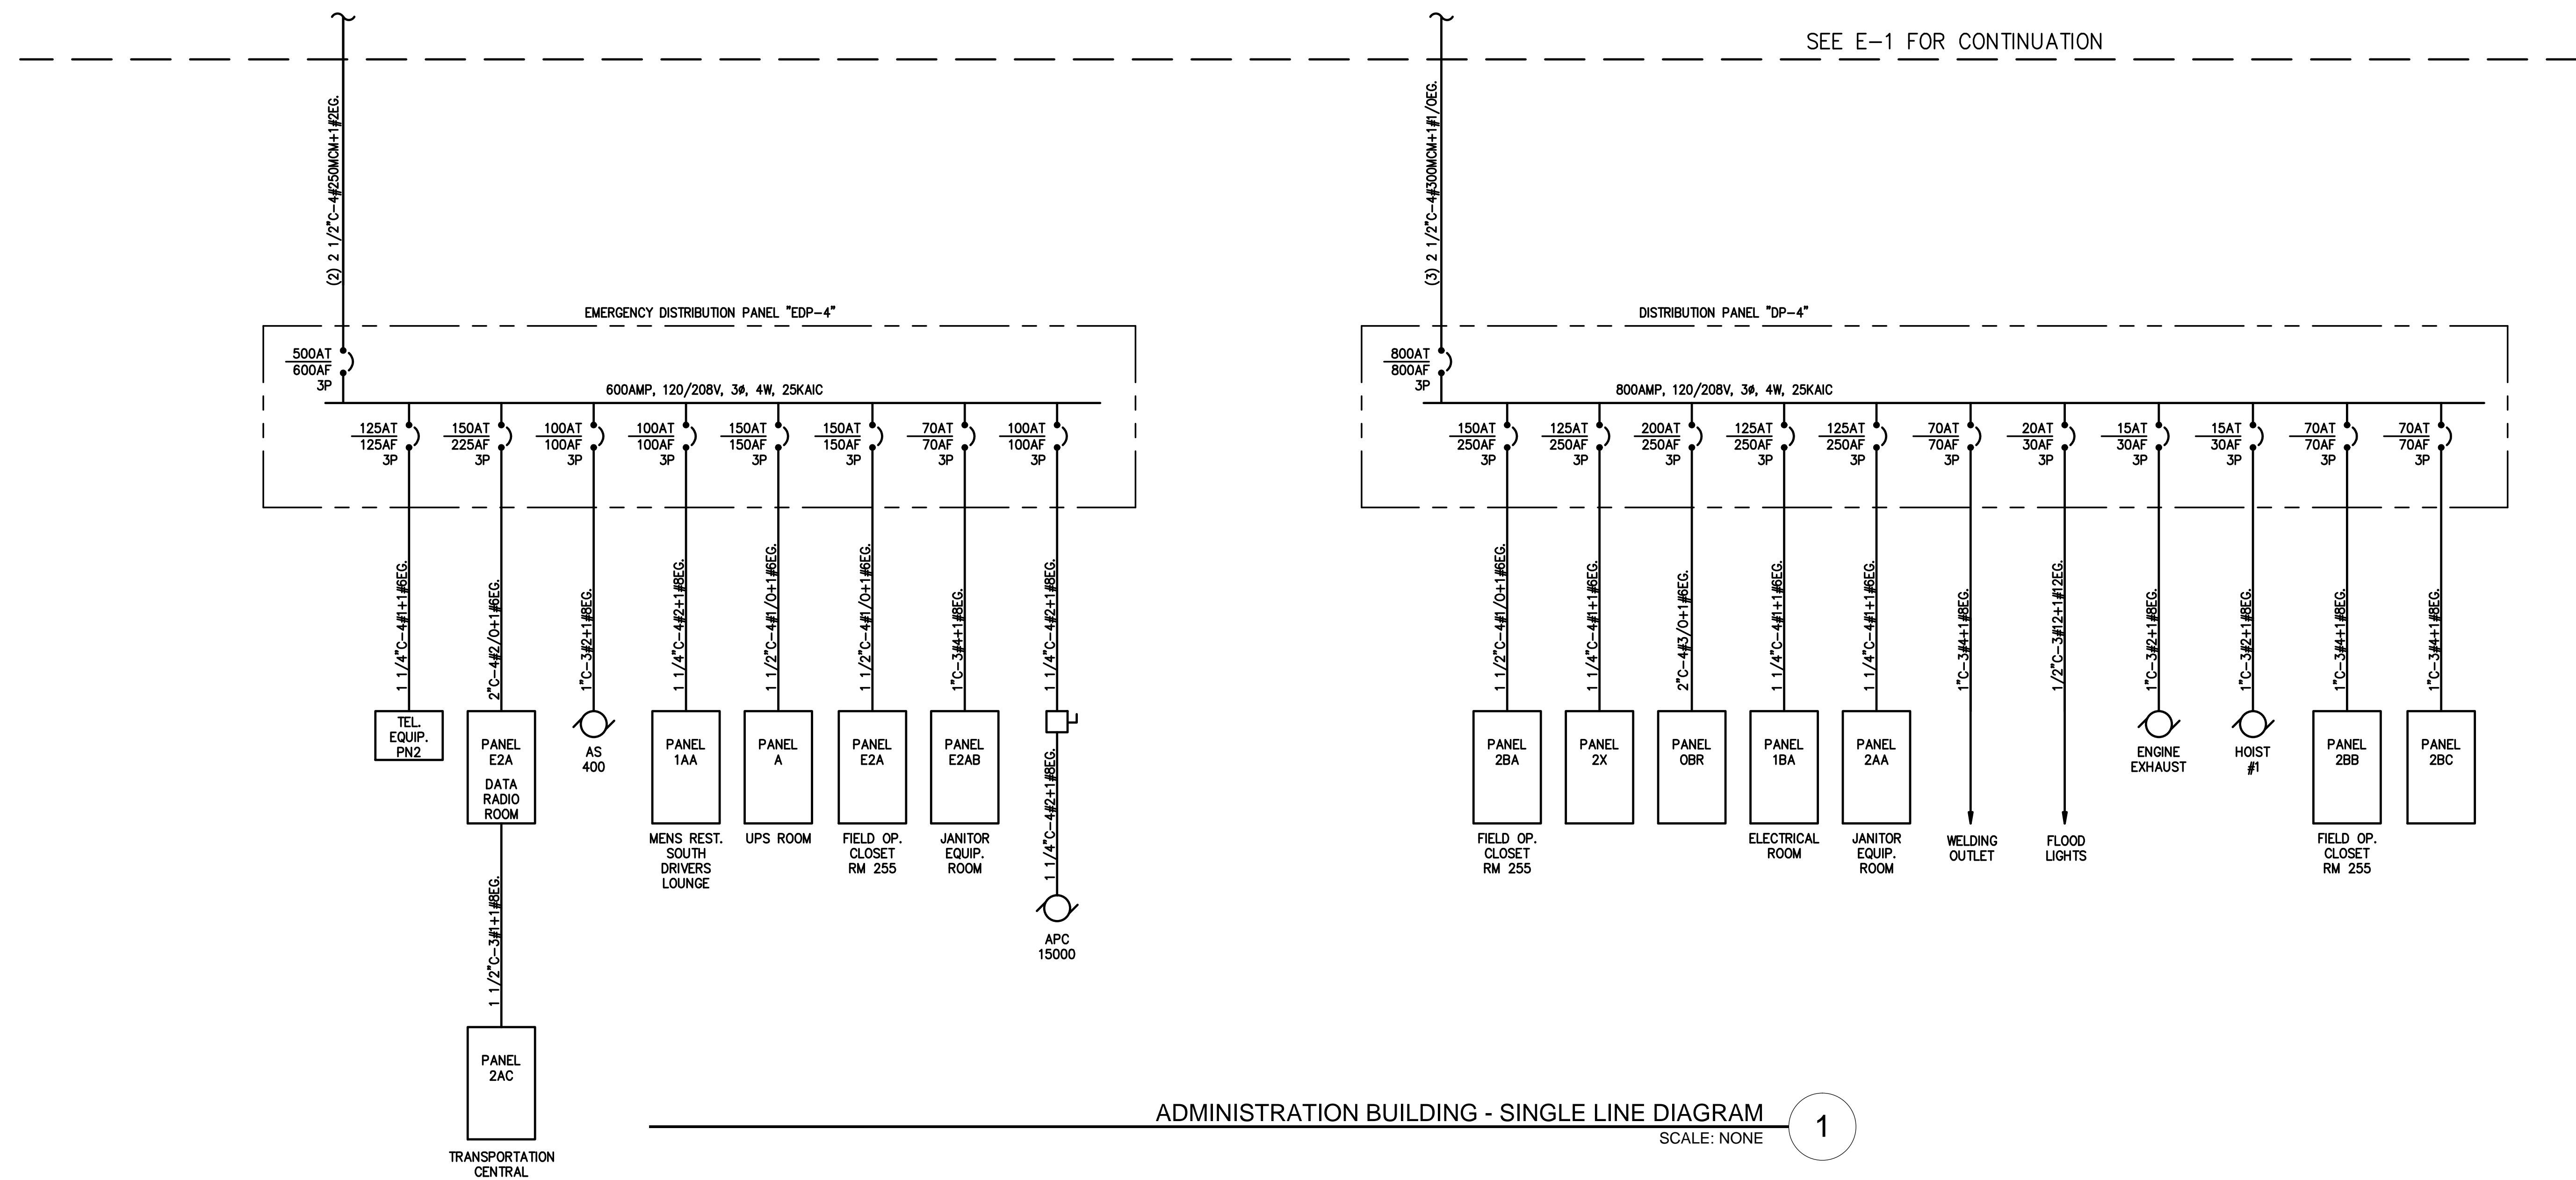 SEE E-1 FOR CONTINUATION
(2) 2 1/2"C-4#250MCM+1#2EG.
(3) 2 1/2"C-4#300MCM+1#1/0EG.
EMERGENCY DISTRIBUTION PANEL "EDP-4"
500AT
600AF
3P
600AMP, 120/208V, 3ø, 4W, 25KAIC
125AT
125AF
3P
150AT
225AF
3P
100AT
100AF
3P
100AT
100AF
3P
150AT
150AF
3P
150AT
150AF
3P
70AT
70AF
3P
100AT
100AF
3P
1 1/4"C-4#1+1#6EG.
2"C-4#2/0+1#6EG.
1"C-3#2+1#8EG.
1 1/4"C-4#2+1#8EG.
1 1/2"C-4#1/0+1#6EG.
1 1/2"C-4#1/0+1#6EG.
1"C-3#4+1#8EG.
1 1/4"C-4#2+1#8EG.
TEL.
EQUIP.
PN2
PANEL
E2A
DATA
RADIO
ROOM
AS
400
PANEL
1AA
MENS REST.
SOUTH
DRIVERS
LOUNGE
PANEL
A
UPS ROOM
PANEL
E2A
FIELD OP.
CLOSET
RM 255
PANEL
E2AB
JANITOR
EQUIP.
ROOM
1 1/4"C-4#2+1#8EG.
APC
15000
1 1/2"C-3#1+1#8EG.
PANEL
2AC
TRANSPORTATION
CENTRAL
DISTRIBUTION PANEL "DP-4"
800AT
800AF
3P
800AMP, 120/208V, 3ø, 4W, 25KAIC
150AT
250AF
3P
125AT
250AF
3P
200AT
250AF
3P
125AT
250AF
3P
125AT
250AF
3P
70AT
70AF
3P
20AT
30AF
3P
15AT
30AF
3P
15AT
30AF
3P
70AT
70AF
3P
70AT
70AF
3P
1 1/2"C-4#1/0+1#6EG.
1 1/4"C-4#1+1#6EG.
2"C-4#3/0+1#6EG.
1 1/4"C-4#1+1#6EG.
1 1/4"C-4#1+1#6EG.
1"C-3#4+1#8EG.
1/2"C-3#12+1#12EG.
1"C-3#2+1#8EG.
1"C-3#2+1#8EG.
1"C-3#4+1#8EG.
1"C-3#4+1#8EG.
PANEL
2BA
FIELD OP.
CLOSET
RM 255
PANEL
2X
PANEL
OBR
PANEL
1BA
ELECTRICAL
ROOM
PANEL
2AA
JANITOR
EQUIP.
ROOM
WELDING
OUTLET
FLOOD
LIGHTS
ENGINE
EXHAUST
HOIST
#1
PANEL
2BB
FIELD OP.
CLOSET
RM 255
PANEL
2BC
ADMINISTRATION BUILDING - SINGLE LINE DIAGRAM
SCALE: NONE
1